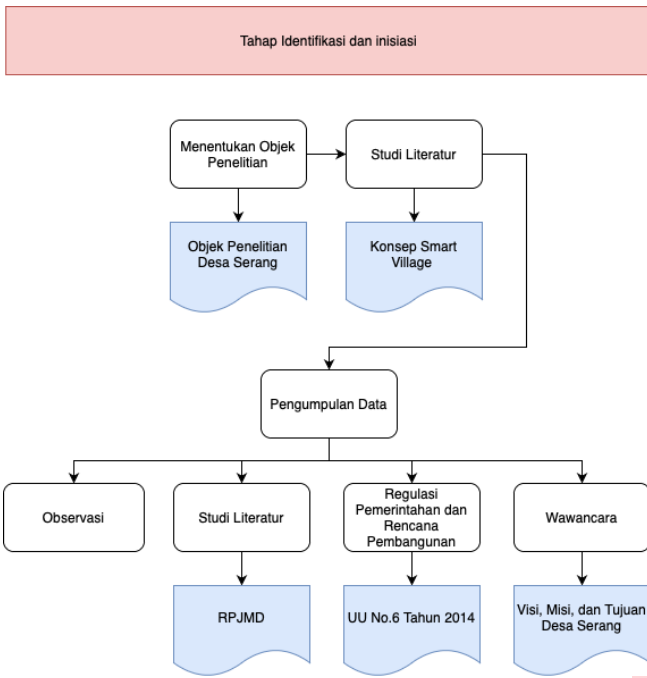 Tahap Identifikasi dan inisiasi
Menentukan Objek
Penelitian
Studi Literatur
Objek Penelitian
Desa Serang
Konsep Smart
Village
Pengumpulan Data
Observasi
Studi Literatur
Regulasi
Pemerintahan dan
Rencana
Pembangunan
Wawancara
RPJMD
UU No.6 Tahun 2014
Visi, Misi, dan Tujuan
Desa Serang